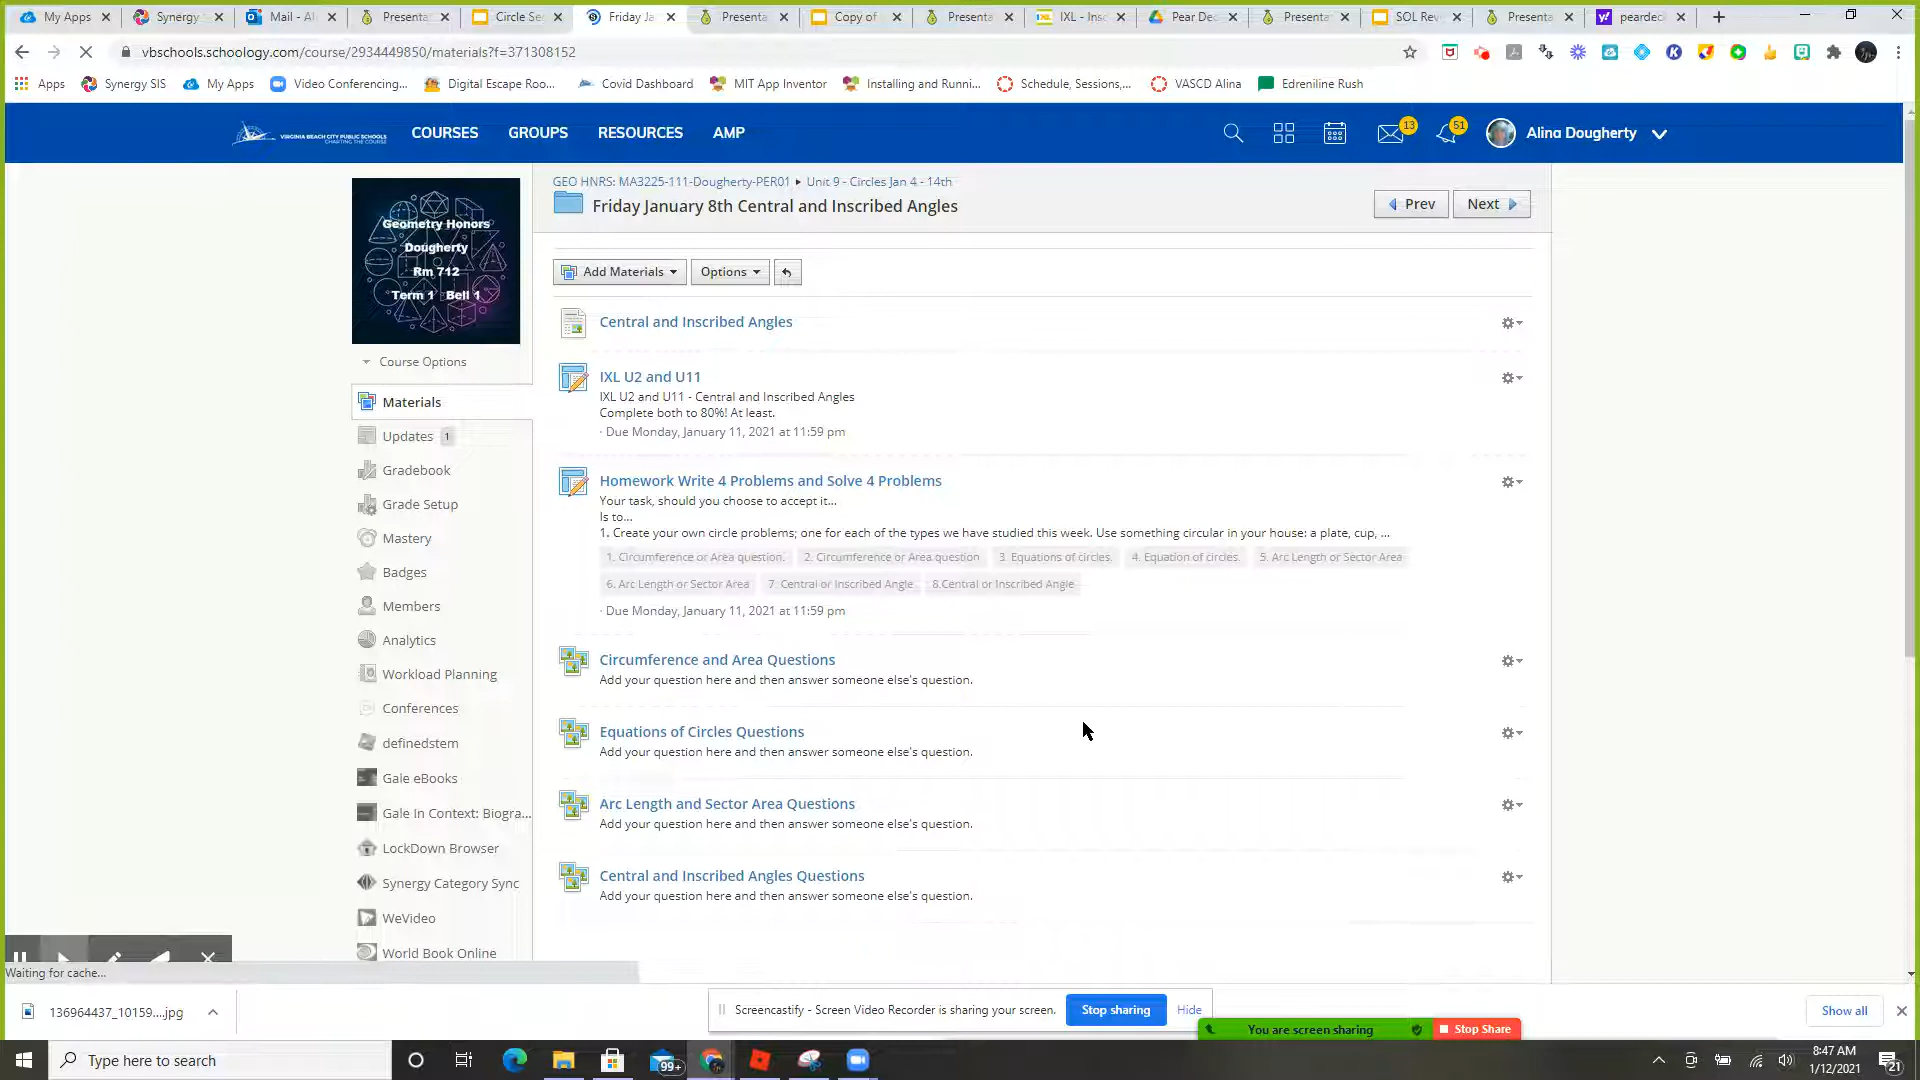 My Apps
Synergy
Mail - Al
Presenta
Circle Se
Friday Ja
Presenta
Copy of
Presenta
IXL - Ins
Pear De
Presenta
SOL Rev
Presenta
peardec
vbschools.schoology.com/course/2934449850/materials?f=371308152
Apps
Synergy SIS
My Apps
Video Conferencing...
Digital Escape Roo...
Covid Dashboard
MIT App Inventor
Installing and Runni...
Schedule, Sessions,...
VASCD Alina
Edreniline Rush
VIRGINIA BEACH CITY PUBLIC SCHOOLS
CHARTING THE COURSE
COURSES
GROUPS
RESOURCES
AMP
13
51
Alina Dougherty
Geometry Honors
Dougherty
Rm 712
Term 1 Bell 1
Course Options
Materials
Updates 1
Gradebook
Grade Setup
Mastery
Badges
Members
Analytics
Workload Planning
Conferences
definedstem
Gale eBooks
Gale In Context: Biogra...
LockDown Browser
Synergy Category Sync
WeVideo
World Book Online
GEO HNRS: MA3225-111-Dougherty-PER01 ▸ Unit 9 - Circles Jan 4 - 14th
Friday January 8th Central and Inscribed Angles
Prev
Next
Add Materials
Options
Central and Inscribed Angles
IXL U2 and U11
IXL U2 and U11 - Central and Inscribed Angles
Complete both to 80%! At least.
· Due Monday, January 11, 2021 at 11:59 pm
Homework Write 4 Problems and Solve 4 Problems
Your task, should you choose to accept it...
Is to...
1. Create your own circle problems; one for each of the types we have studied this week. Use something circular in your house: a plate, cup, ...
1. Circumference or Area question.
2. Circumference or Area question
3. Equations of circles.
4. Equation of circles.
5. Arc Length or Sector Area
6. Arc Length or Sector Area
7. Central or Inscribed Angle
8.Central or Inscribed Angle
· Due Monday, January 11, 2021 at 11:59 pm
Circumference and Area Questions
Add your question here and then answer someone else's question.
Equations of Circles Questions
Add your question here and then answer someone else's question.
Arc Length and Sector Area Questions
Add your question here and then answer someone else's question.
Central and Inscribed Angles Questions
Add your question here and then answer someone else's question.
Waiting for cache...
136964437_10159....jpg
Screencastify - Screen Video Recorder is sharing your screen.
Stop sharing
Hide
Show all
You are screen sharing
Stop Share
Type here to search
99+
8:47 AM
1/12/2021
21